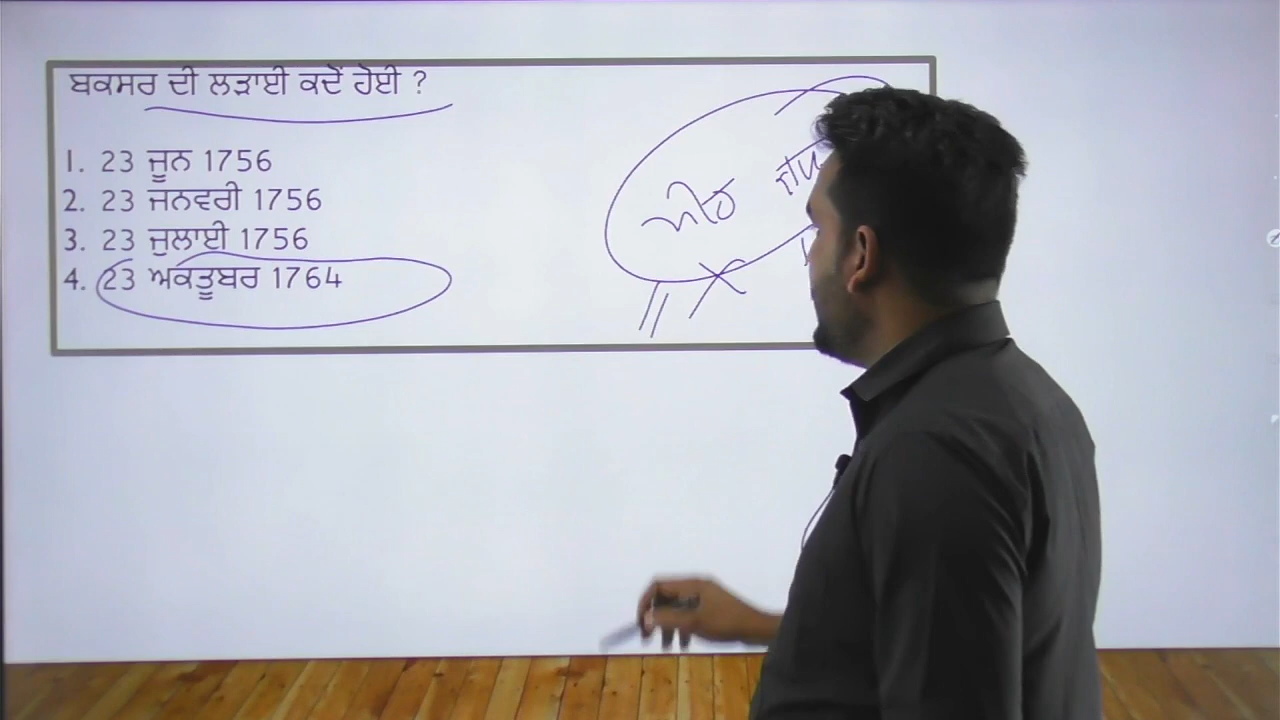 ਬਕਸਰ ਦੀ ਲੜਾਈ ਕਦੋਂ ਹੋਈ ?
1. 23 ਜੂਨ 1756
2. 23 ਜਨਵਰੀ 1756
3. 23 ਜੁਲਾਈ 1756
4. 23 ਅਕਤੂਬਰ 1764
ਮੀਰ